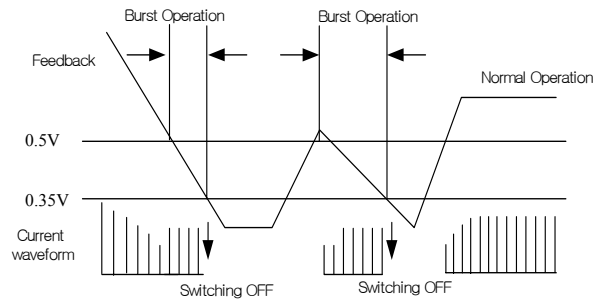 Burst Operation
Burst Operation
Feedback
Normal Operation
0.5V
0.35V
Current
waveform
Switching OFF
Switching OFF